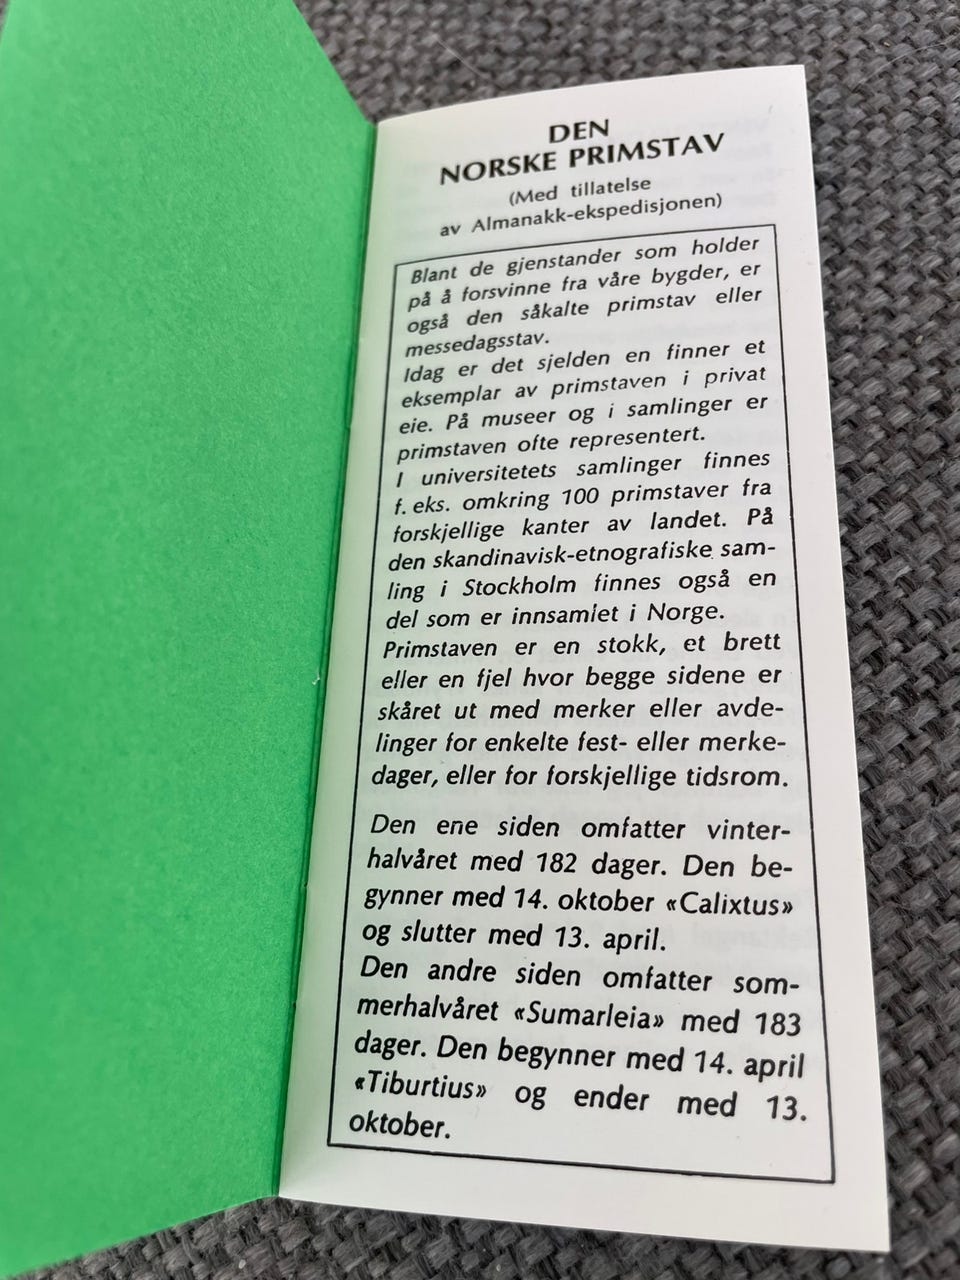 DEN
NORSKE PRIMSTAV
(Med tillatelse
av Almanakk-ekspedisjonen)
Blant de gjenstander som holder
på å forsvinne fra våre bygder, er
også den såkalte primstav eller
messedagsstav.
Idag er det sjelden en finner et
eksemplar av primstaven i privat
eie. På museer og i samlinger er
primstaven ofte representert.
I universitetets samlinger finnes
f. eks. omkring 100 primstaver fra
forskjellige kanter av landet. På
den skandinavisk-etnografiske sam-
ling i Stockholm finnes også en
del som er innsamlet i Norge.
Primstaven er en stokk, et brett
eller en fjel hvor begge sidene er
skåret ut med merker eller avde-
linger for enkelte fest- eller merke-
dager, eller for forskjellige tidsrom.
Den ene siden omfatter vinter-
halvåret med 182 dager. Den be-
gynner med 14. oktober «Calixtus»
og slutter med 13. april.
Den andre siden omfatter som-
merhalvåret «Sumarleia» med 183
dager. Den begynner med 14. april
«Tiburtius» og ender med 13.
oktober.